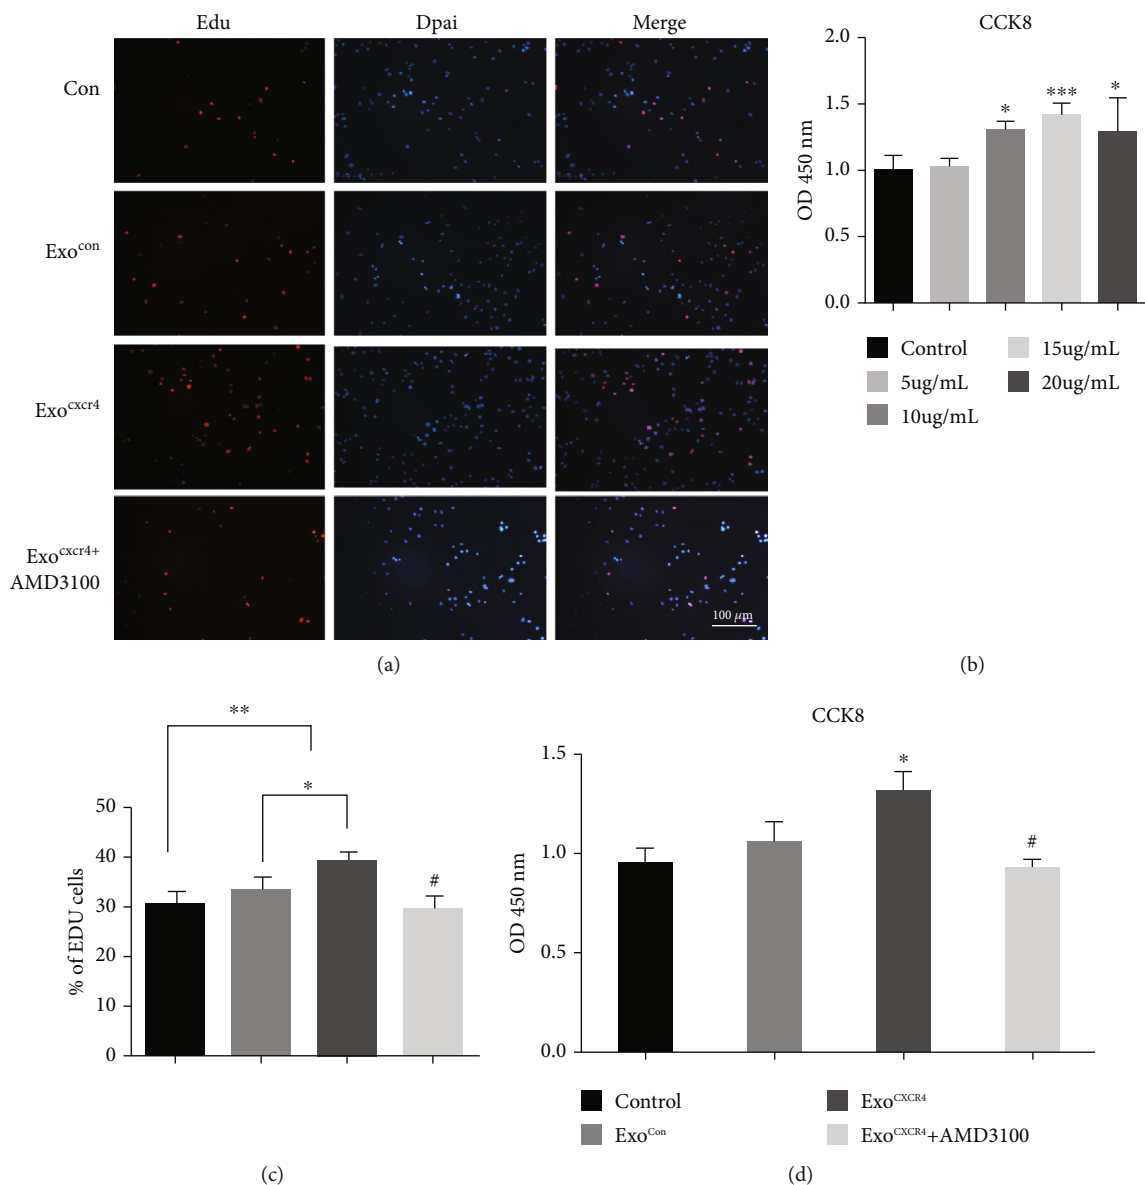 Edu Dpai Merge
Con
Exo^con
Exo^cxcr4
Exo^cxcr4+
AMD3100
100 μm
(a)
CCK8
OD 450 nm
2.0
1.5
1.0
0.5
0.0
*
***
*
Control
5ug/mL
10ug/mL
15ug/mL
20ug/mL
(b)
% of EDU cells
50
40
30
20
10
0
**
*
#
(c)
CCK8
OD 450 nm
1.5
1.0
0.5
0.0
*
#
Control
Exo^Con
Exo^CXCR4
Exo^CXCR4+AMD3100
(d)